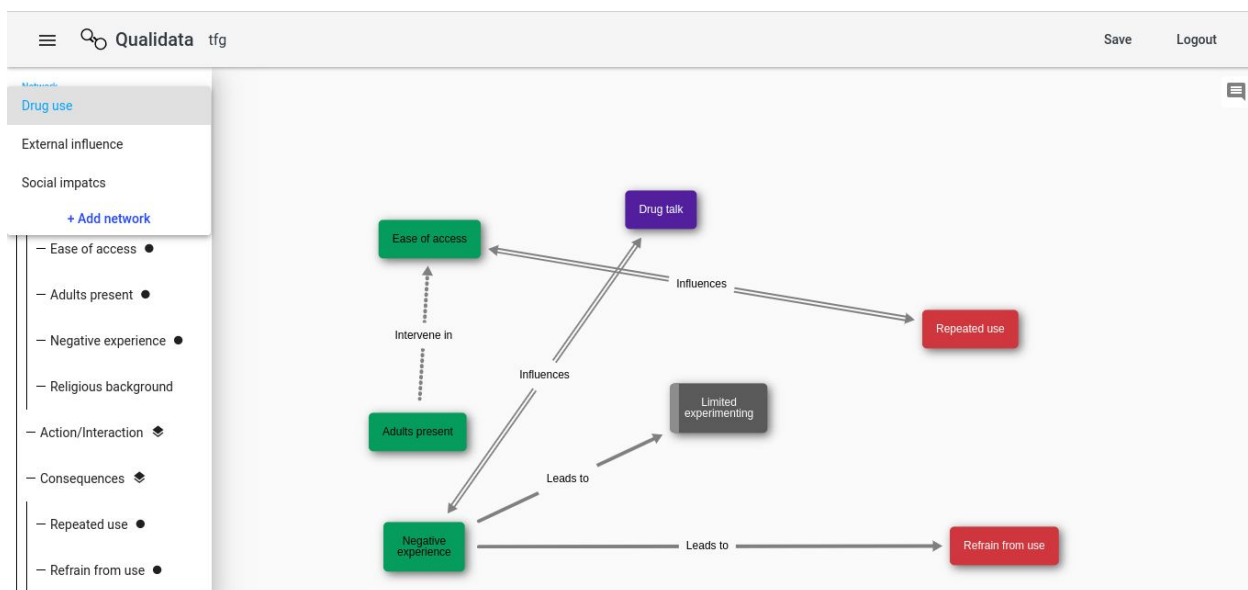 Qualidata tfg
Save
Logout
Network
Drug use
External influence
Social impatcs
+ Add network
Ease of access
Adults present
Negative experience
Religious background
Action/Interaction
Consequences
Repeated use
Refrain from use
Drug talk
Ease of access
Influences
Repeated use
Intervene in
Influences
Limited
experimenting
Adults present
Leads to
Negative
experience
Leads to
Refrain from use